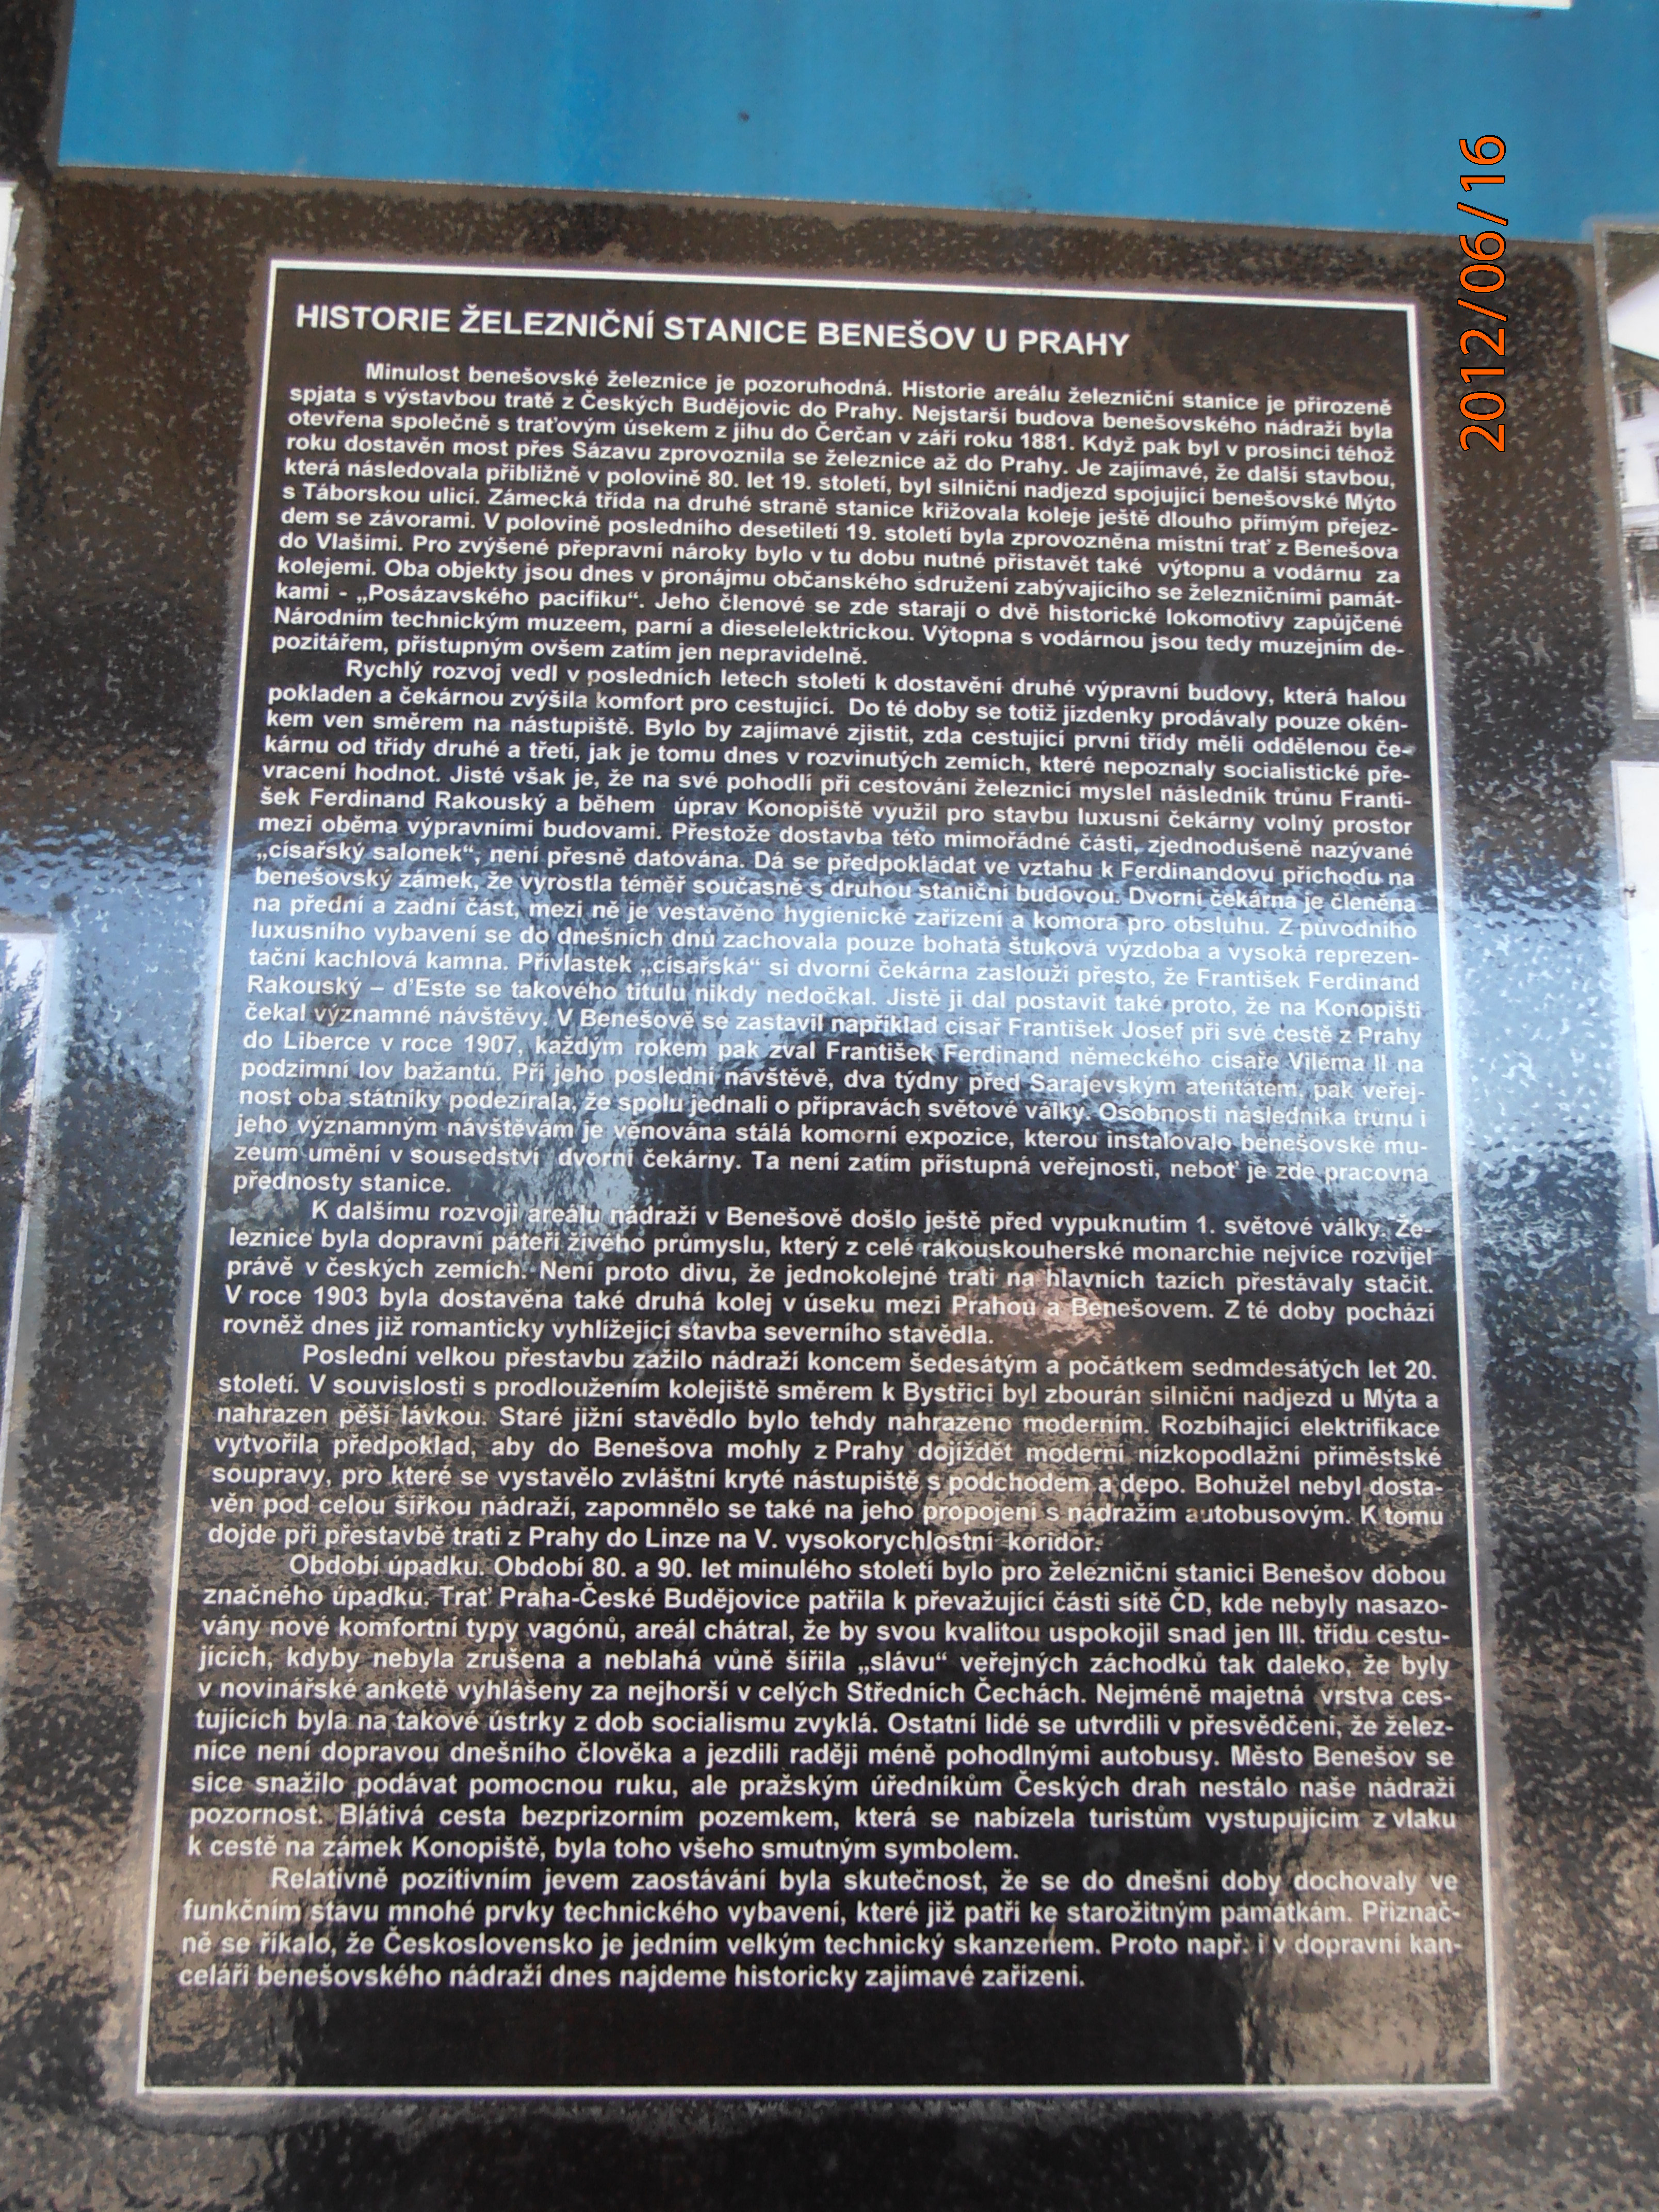 2012/06/16
HISTORIE ŽELEZNIČNÍ STANICE BENEŠOV U PRAHY
Minulost benešovské železnice je pozoruhodná. Historie areálu železniční stanice je přirozeně
spjata s výstavbou tratě z Českých Budějovic do Prahy. Nejstarší budova benešovského nádraží byla
otevřena společně s traťovým úsekem z jihu do Čerčan v září roku 1881. Když pak byl v prosinci téhož
roku dostavěn most přes Sázavu zprovoznila se železnice až do Prahy. Je zajímavé, že další stavbou,
která následovala přibližně v polovině 80. let 19. století, byl silniční nadjezd spojující benešovské Mýto
s Táborskou ulicí. Zámecká třída na druhé straně stanice křižovala koleje ještě dlouho přímým přejez-
dem se závorami. V polovině posledního desetiletí 19. století byla zprovozněna místní trať z Benešova
do Vlašimi. Pro zvýšené přepravní nároky bylo v tu dobu nutné přistavět také výtopnu a vodárnu za
kolejemi. Oba objekty jsou dnes v pronájmu občanského sdružení zabývajícího se železničními památ-
kami - „Posázavského pacifiku“. Jeho členové se zde starají o dvě historické lokomotivy zapůjčené
Národním technickým muzeem, parní a dieselelektrickou. Výtopna s vodárnou jsou tedy muzejním de-
pozitářem, přístupným ovšem zatím jen nepravidelně.
Rychlý rozvoj vedl v posledních letech století k dostavění druhé výpravní budovy, která halou
pokladen a čekárnou zvýšila komfort pro cestující. Do té doby se totiž jízdenky prodávaly pouze okén-
kem ven směrem na nástupiště. Bylo by zajímavé zjistit, zda cestující první třídy měli oddělenou če-
kárnu od třídy druhé a třetí, jak je tomu dnes v rozvinutých zemích, které nepoznaly socialistické pře-
vracení hodnot. Jisté však je, že na své pohodlí při cestování železnicí myslel následník trůnu Franti-
šek Ferdinand Rakouský a během úprav Konopiště využil pro stavbu luxusní čekárny volný prostor
mezi oběma výpravními budovami. Přestože dostavba této mimořádné části, zjednodušeně nazývané
„císařský salonek“, není přesně datována. Dá se předpokládat ve vztahu k Ferdinandovu příchodu na
benešovský zámek, že vyrostla téměř současně s druhou staniční budovou. Dvorní čekárna je členěna
na přední a zadní část, mezi ně je vestavěno hygienické zařízení a komora pro obsluhu. Z původního
luxusního vybavení se do dnešních dnů zachovala pouze bohatá štuková výzdoba a vysoká reprezen-
tační kachlová kamna. Přívlastek „císařská“ si dvorní čekárna zaslouží přesto, že František Ferdinand
Rakouský – d’Este se takového titulu nikdy nedočkal. Jistě ji dal postavit také proto, že na Konopišti
čekal významné návštěvy. V Benešově se zastavil například císař František Josef při své cestě z Prahy
do Liberce v roce 1907, každým rokem pak zval František Ferdinand německého císaře Viléma II na
podzimní lov bažantů. Při jeho poslední návštěvě, dva týdny před Sarajevským atentátem, pak veřej-
nost oba státníky podezírala, že spolu jednali o přípravách světové války. Osobnosti následníka trůnu i
jeho významným návštěvám je věnována stálá komorní expozice, kterou instalovalo benešovské mu-
zeum umění v sousedství dvorní čekárny. Ta není zatím přístupná veřejnosti, neboť je zde pracovna
přednosty stanice.
K dalšímu rozvoji areálu nádraží v Benešově došlo ještě před vypuknutím 1. světové války. Že-
leznice byla dopravní páteří živého průmyslu, který z celé rakouskouherské monarchie nejvíce rozvíjel
právě v českých zemích. Není proto divu, že jednokolejné trati na hlavních tazích přestávaly stačit.
V roce 1903 byla dostavěna také druhá kolej v úseku mezi Prahou a Benešovem. Z té doby pochází
rovněž dnes již romanticky vyhlížející stavba severního stavědla.
Poslední velkou přestavbu zažilo nádraží koncem šedesátým a počátkem sedmdesátých let 20.
století. V souvislosti s prodloužením kolejiště směrem k Bystřici byl zbourán silniční nadjezd u Mýta a
nahrazen pěší lávkou. Staré jižní stavědlo bylo tehdy nahrazeno moderním. Rozbíhající elektrifikace
vytvořila předpoklad, aby do Benešova mohly z Prahy dojíždět moderní nízkopodlažní příměstské
soupravy, pro které se vystavělo zvláštní kryté nástupiště s podchodem a depo. Bohužel nebyl dosta-
věn pod celou šířkou nádraží, zapomnělo se také na jeho propojení s nádražím autobusovým. K tomu
dojde při přestavbě trati z Prahy do Linze na V. vysokorychlostní koridor.
Období úpadku. Období 80. a 90. let minulého století bylo pro železniční stanici Benešov dobou
značného úpadku. Trať Praha-České Budějovice patřila k převažující části sítě ČD, kde nebyly nasazo-
vány nové komfortní typy vagónů, areál chátral, že by svou kvalitou uspokojil snad jen III. třídu cestu-
jících, kdyby nebyla zrušena a neblahá vůně šířila „slávu“ veřejných záchodků tak daleko, že byly
v novinářské anketě vyhlášeny za nejhorší v celých Středních Čechách. Nejméně majetná vrstva ces-
tujících byla na takové ústrky z dob socialismu zvyklá. Ostatní lidé se utvrdili v přesvědčení, že želez-
nice není dopravou dnešního člověka a jezdili raději méně pohodlnými autobusy. Město Benešov se
sice snažilo podávat pomocnou ruku, ale pražským úředníkům Českých drah nestálo naše nádraží
pozornost. Blátivá cesta bezprizorním pozemkem, která se nabízela turistům vystupujícím z vlaku
k cestě na zámek Konopiště, byla toho všeho smutným symbolem.
Relativně pozitivním jevem zaostávání byla skutečnost, že se do dnešní doby dochovaly ve
funkčním stavu mnohé prvky technického vybavení, které již patří ke starožitným památkám. Příznač-
ně se říkalo, že Československo je jedním velkým technický skanzenem. Proto např. i v dopravní kan-
celáři benešovského nádraží dnes najdeme historicky zajímavé zařízení.